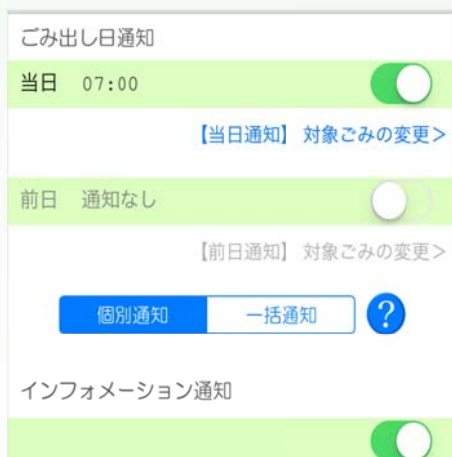 ごみ出し日通知
当日 07:00
【当日通知】 対象ごみの変更>
前日 通知なし
【前日通知】 対象ごみの変更>
個別通知 一括通知 ?
インフォメーション通知